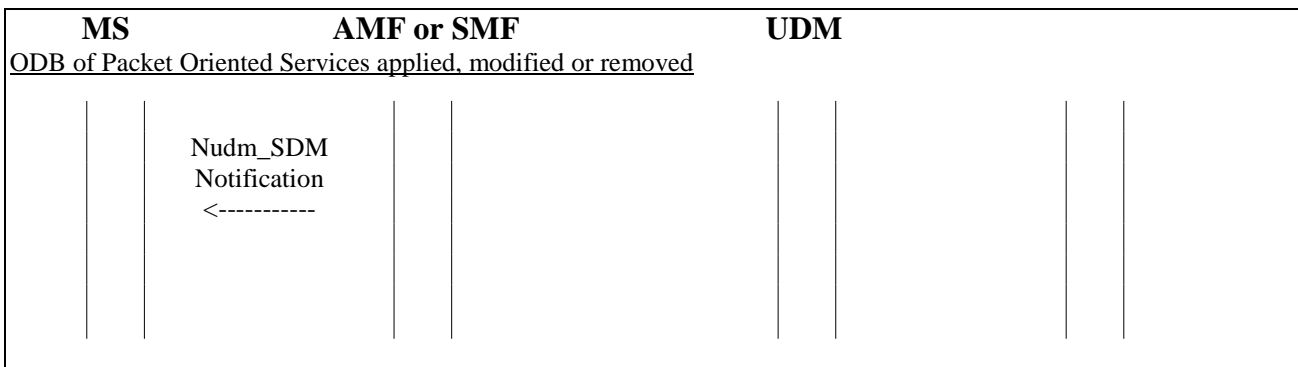 MS AMF or SMF UDM
ODB of Packet Oriented Services applied, modified or removed
Nudm_SDM
Notification
<-----------